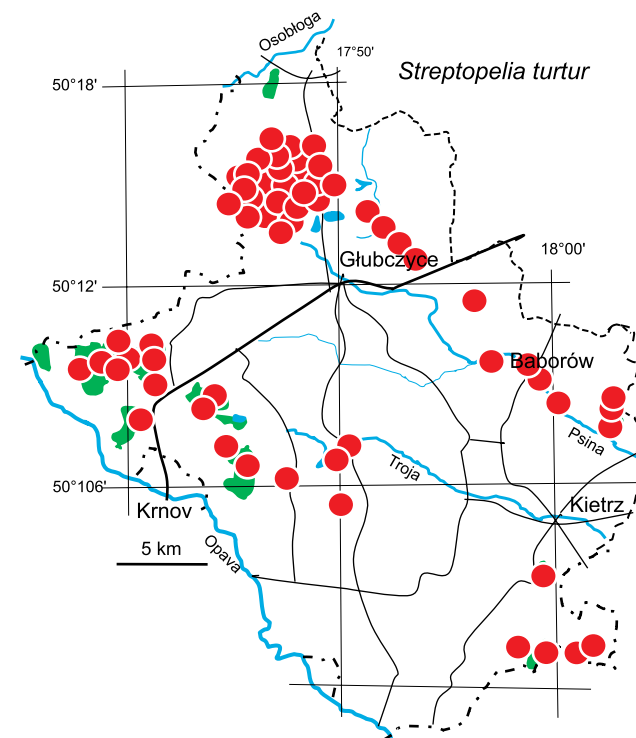 Osobłoga
17°50'
Streptopelia turtur
50°18'
Głubczyce
18°00'
50°12'
Baborów
Psina
Troja
50°106'
Krnov
Kietrz
5 km
Opava